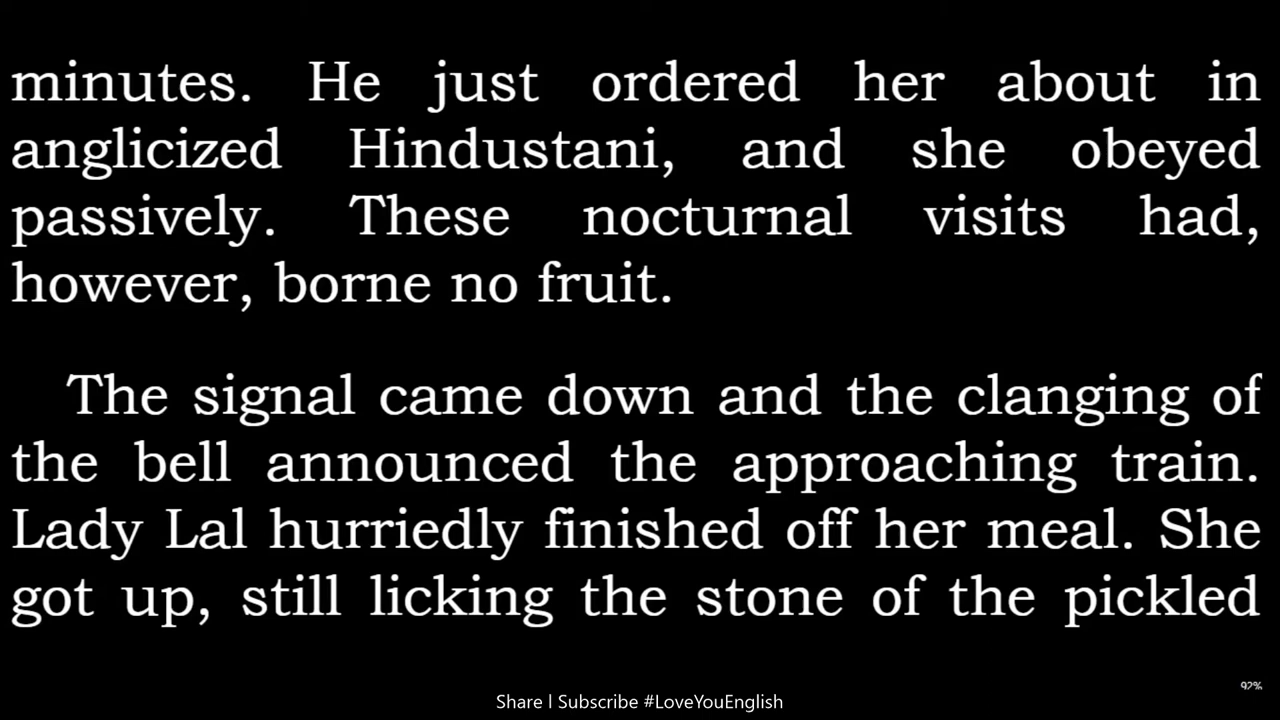 minutes. He just ordered her about in
anglicized Hindustani, and she obeyed
passively. These nocturnal visits had,
however, borne no fruit.
The signal came down and the clanging of
the bell announced the approaching train.
Lady Lal hurriedly finished off her meal. She
got up, still licking the stone of the pickled
92%
Share | Subscribe #LoveYouEnglish